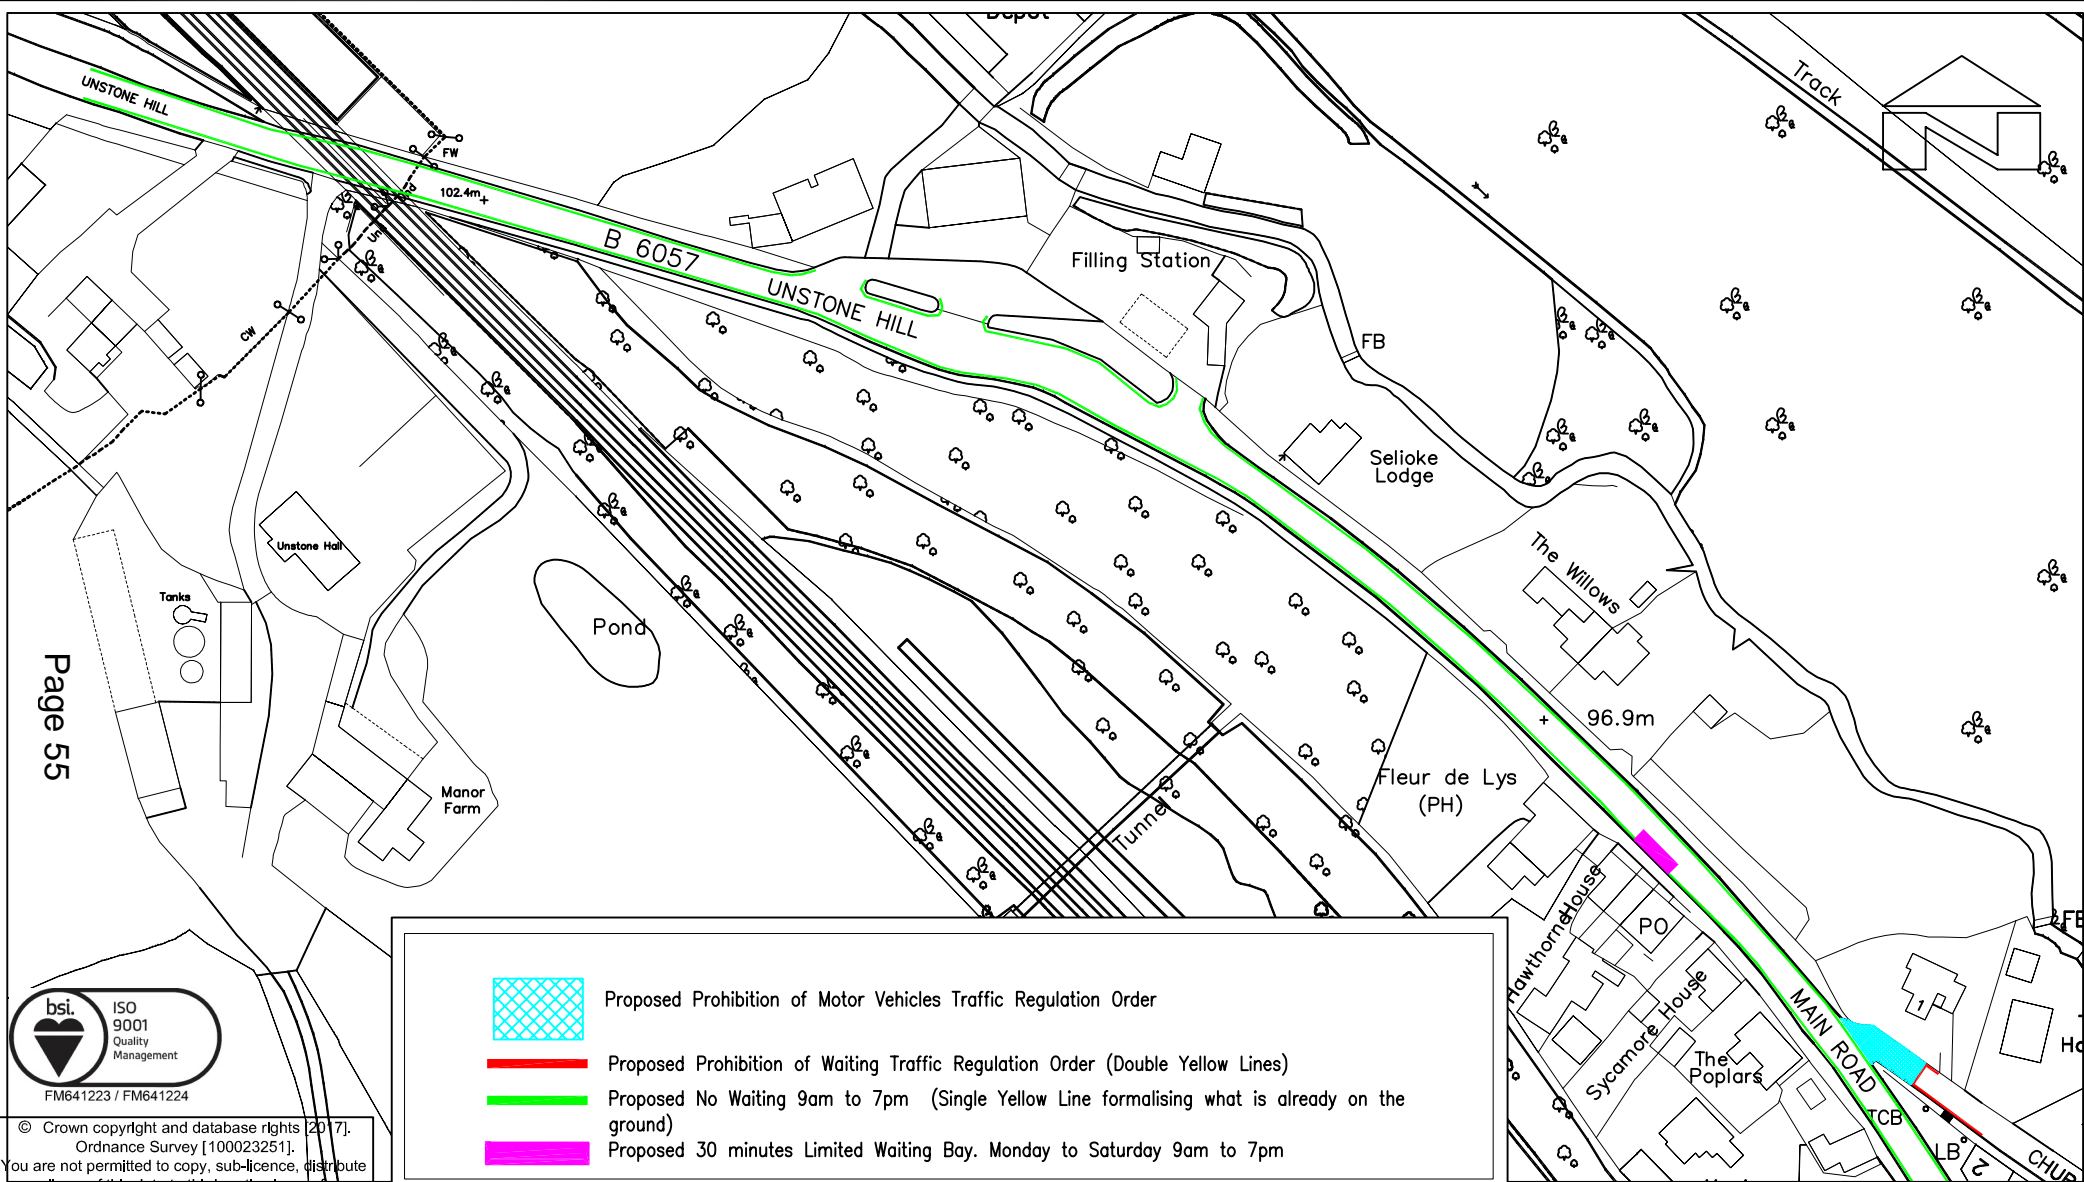 Depot
Track
UNSTONE HILL
FW
102.4m
B 6057
UNSTONE HILL
Filling Station
FB
CW
Selioke
Lodge
The Willows
Unstone Hall
Tanks
Pond
Page 55
96.9m
Manor
Farm
Tunnel
Fleur de Lys
(PH)
Hawthorne House
PO
Sycamore House
The
Poplars
MAIN ROAD
1
TCB
LB
2
bsi.
ISO
9001
Quality
Management
FM641223 / FM641224
© Crown copyright and database rights [2017].
Ordnance Survey [100023251].
You are not permitted to copy, sub-licence, distribute
Proposed Prohibition of Motor Vehicles Traffic Regulation Order
Proposed Prohibition of Waiting Traffic Regulation Order (Double Yellow Lines)
Proposed No Waiting 9am to 7pm (Single Yellow Line formalising what is already on the
ground)
Proposed 30 minutes Limited Waiting Bay. Monday to Saturday 9am to 7pm